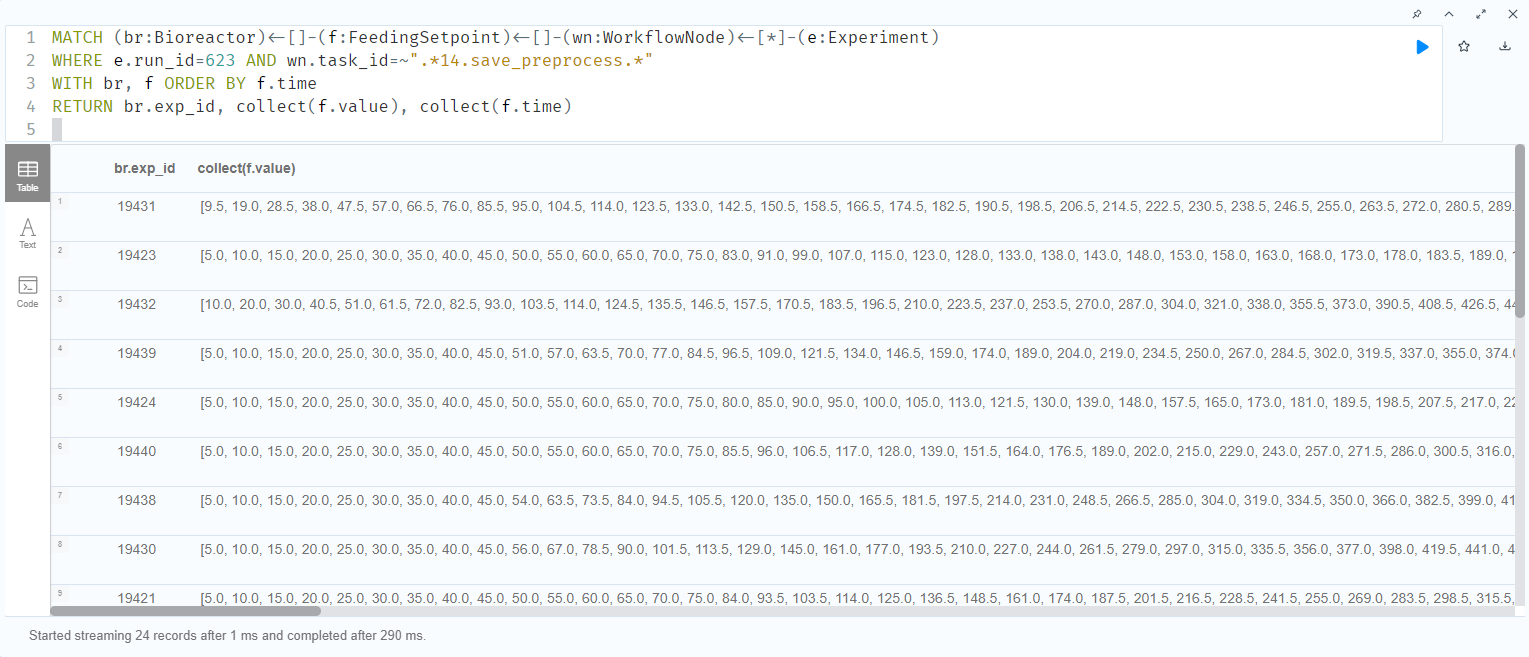 1 MATCH (br:Bioreactor)<-[]-(f:FeedingSetpoint)<-[]-(wn:WorkflowNode)<-[*]-(e:Experiment)
2 WHERE e.run_id=623 AND wn.task_id=~".*14.save_preprocess.*"
3 WITH br, f ORDER BY f.time
4 RETURN br.exp_id, collect(f.value), collect(f.time)
5
Table
Text
Code
br.exp_id collect(f.value)
1 19431 [9.5, 19.0, 28.5, 38.0, 47.5, 57.0, 66.5, 76.0, 85.5, 95.0, 104.5, 114.0, 123.5, 133.0, 142.5, 150.5, 158.5, 166.5, 174.5, 182.5, 190.5, 198.5, 206.5, 214.5, 222.5, 230.5, 238.5, 246.5, 255.0, 263.5, 272.0, 280.5, 289.
2 19423 [5.0, 10.0, 15.0, 20.0, 25.0, 30.0, 35.0, 40.0, 45.0, 50.0, 55.0, 60.0, 65.0, 70.0, 75.0, 83.0, 91.0, 99.0, 107.0, 115.0, 123.0, 128.0, 133.0, 138.0, 143.0, 148.0, 153.0, 158.0, 163.0, 168.0, 173.0, 178.0, 183.5, 189.0,
3 19432 [10.0, 20.0, 30.0, 40.5, 51.0, 61.5, 72.0, 82.5, 93.0, 103.5, 114.0, 124.5, 135.5, 146.5, 157.5, 170.5, 183.5, 196.5, 210.0, 223.5, 237.0, 253.5, 270.0, 287.0, 304.0, 321.0, 338.0, 355.5, 373.0, 390.5, 408.5, 426.5, 44
4 19439 [5.0, 10.0, 15.0, 20.0, 25.0, 30.0, 35.0, 40.0, 45.0, 51.0, 57.0, 63.5, 70.0, 77.0, 84.5, 96.5, 109.0, 121.5, 134.0, 146.5, 159.0, 174.0, 189.0, 204.0, 219.0, 234.5, 250.0, 267.0, 284.5, 302.0, 319.5, 337.0, 355.0, 374.0
5 19424 [5.0, 10.0, 15.0, 20.0, 25.0, 30.0, 35.0, 40.0, 45.0, 50.0, 55.0, 60.0, 65.0, 70.0, 75.0, 80.0, 85.0, 90.0, 95.0, 100.0, 105.0, 113.0, 121.5, 130.0, 139.0, 148.0, 157.5, 165.0, 173.0, 181.0, 189.5, 198.5, 207.5, 217.0, 22
6 19440 [5.0, 10.0, 15.0, 20.0, 25.0, 30.0, 35.0, 40.0, 45.0, 50.0, 55.0, 60.0, 65.0, 70.0, 75.0, 85.5, 96.0, 106.5, 117.0, 128.0, 139.0, 151.5, 164.0, 176.5, 189.0, 202.0, 215.0, 229.0, 243.0, 257.0, 271.5, 286.0, 300.5, 316.0,
7 19438 [5.0, 10.0, 15.0, 20.0, 25.0, 30.0, 35.0, 40.0, 45.0, 54.0, 63.5, 73.5, 84.0, 94.5, 105.5, 120.0, 135.0, 150.0, 165.5, 181.5, 197.5, 214.0, 231.0, 248.5, 266.5, 285.0, 304.0, 319.0, 334.5, 350.0, 366.0, 382.5, 399.0, 41
8 19430 [5.0, 10.0, 15.0, 20.0, 25.0, 30.0, 35.0, 40.0, 45.0, 56.0, 67.0, 78.5, 90.0, 101.5, 113.5, 129.0, 145.0, 161.0, 177.0, 193.5, 210.0, 227.0, 244.0, 261.5, 279.0, 297.0, 315.0, 335.5, 356.0, 377.0, 398.0, 419.5, 441.0, 4
9 19421 [5.0, 10.0, 15.0, 20.0, 25.0, 30.0, 35.0, 40.0, 45.0, 50.0, 55.0, 60.0, 65.0, 70.0, 75.0, 84.0, 93.5, 103.5, 114.0, 125.0, 136.5, 148.5, 161.0, 174.0, 187.5, 201.5, 216.5, 228.5, 241.5, 255.0, 269.0, 283.5, 298.5, 315.5,
Started streaming 24 records after 1 ms and completed after 290 ms.